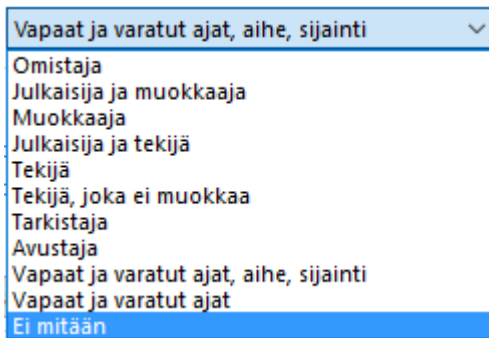 Vapaat ja varatut ajat, aihe, sijainti
Omistaja
Julkaisija ja muokkaaja
Muokkaaja
Julkaisija ja tekijä
Tekijä
Tekijä, joka ei muokkaa
Tarkistaja
Avustaja
Vapaat ja varatut ajat, aihe, sijainti
Vapaat ja varatut ajat
Ei mitään